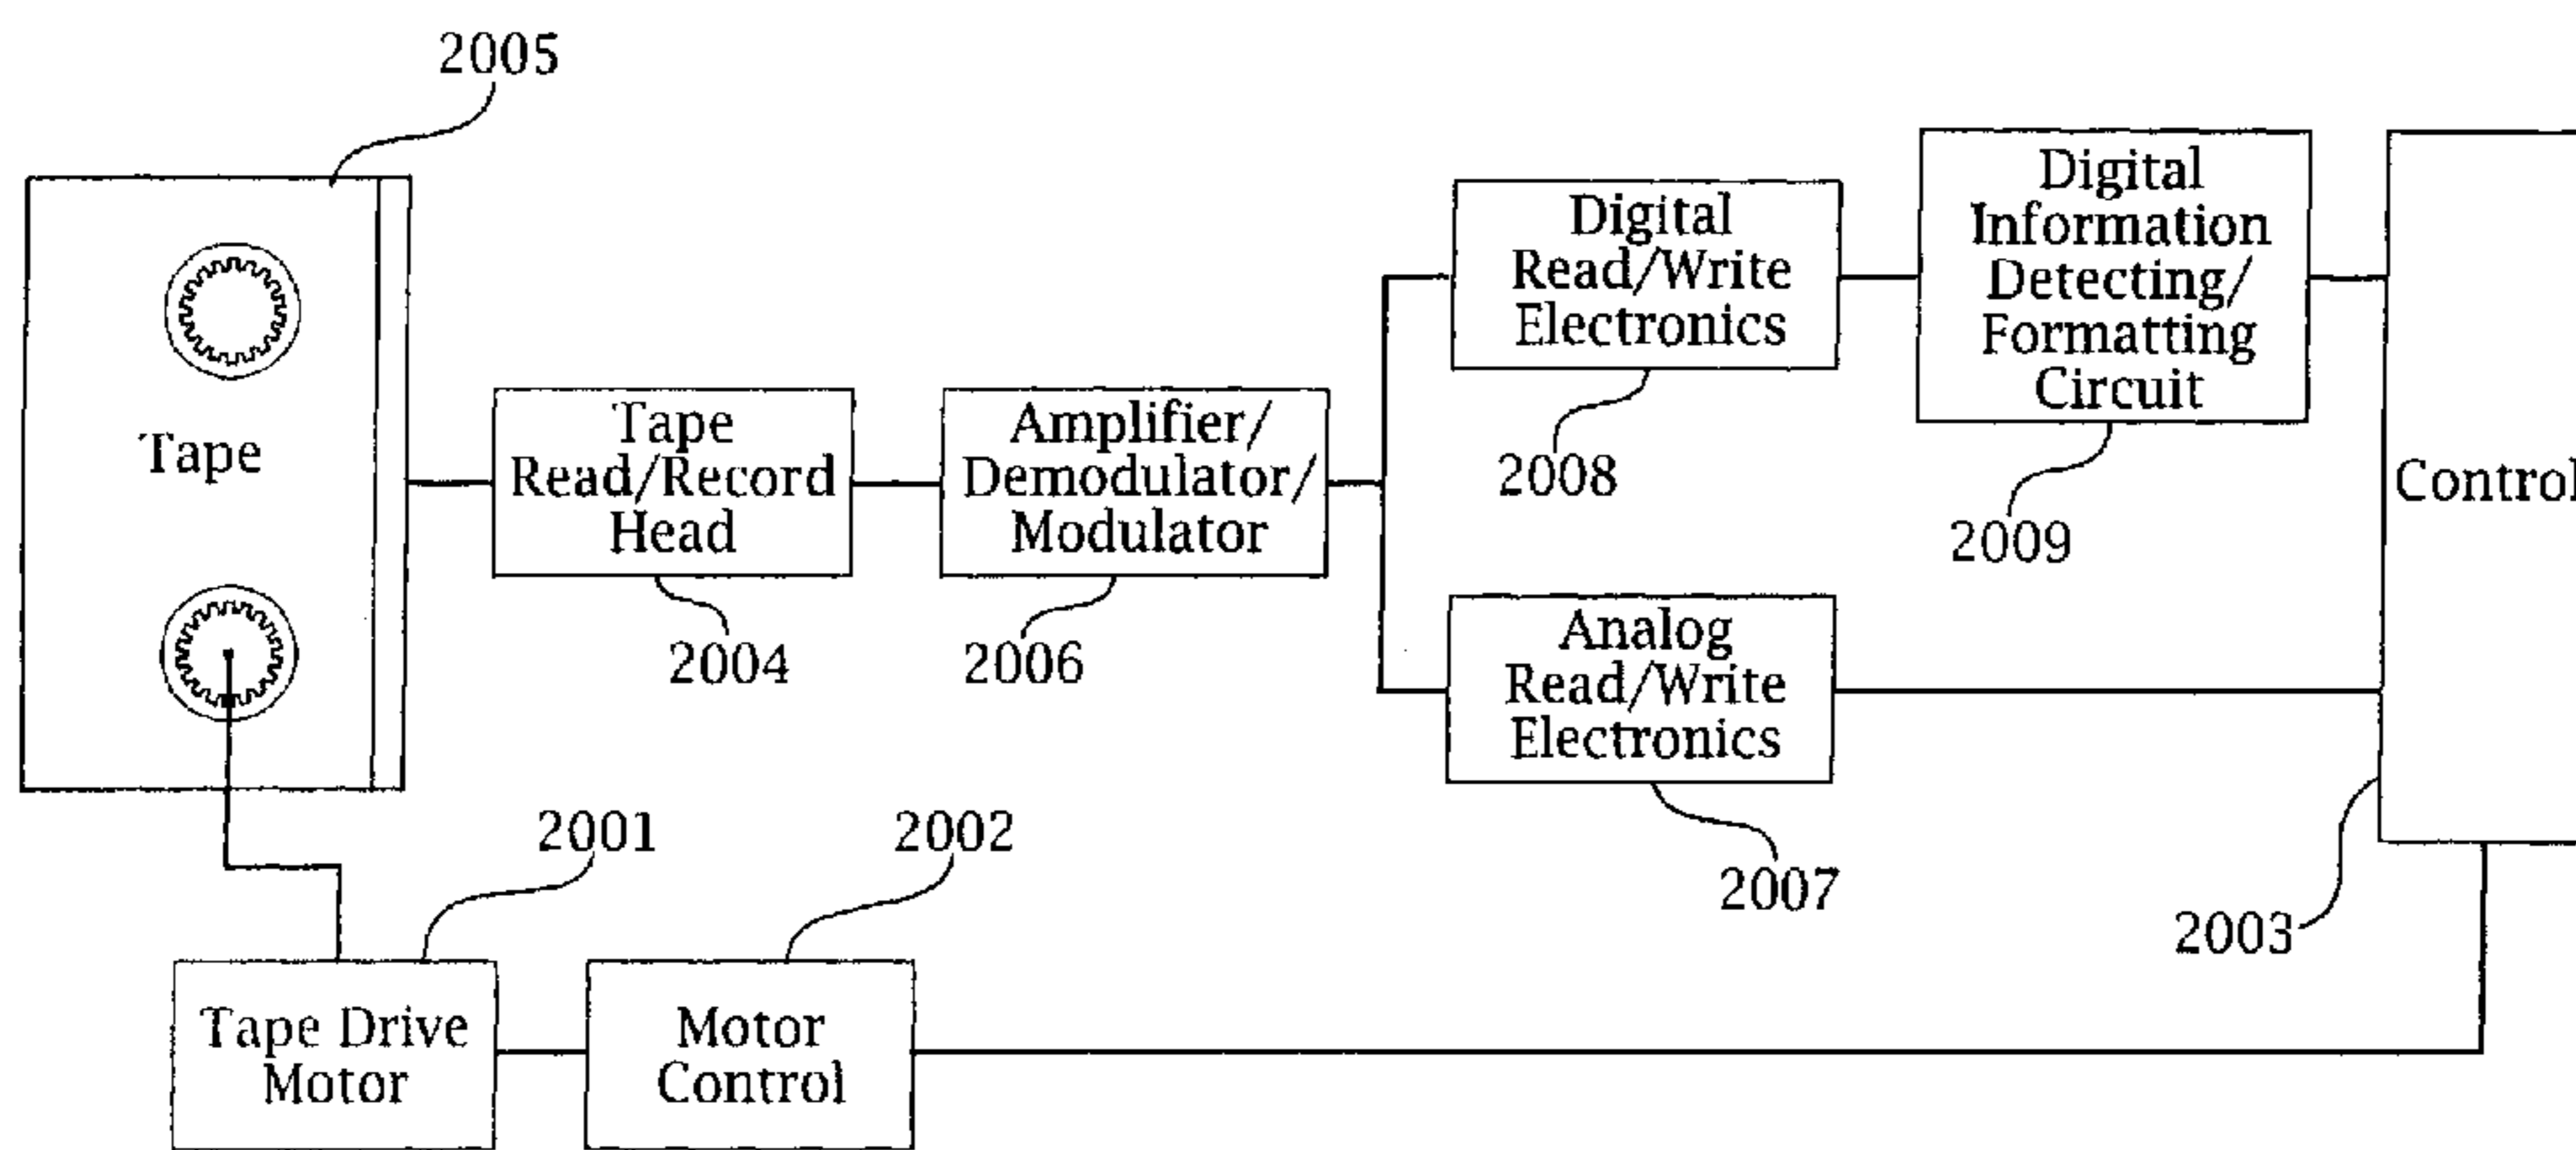 2005
Tape
Tape
Read/Record
Head
2004
Amplifier/
Demodulator/
Modulator
2006
Digital
Read/Write
Electronics
2008
Digital
Information
Detecting/
Formatting
Circuit
2009
Analog
Read/Write
Electronics
2007
Control
2003
Tape Drive
Motor
2001
Motor
Control
2002